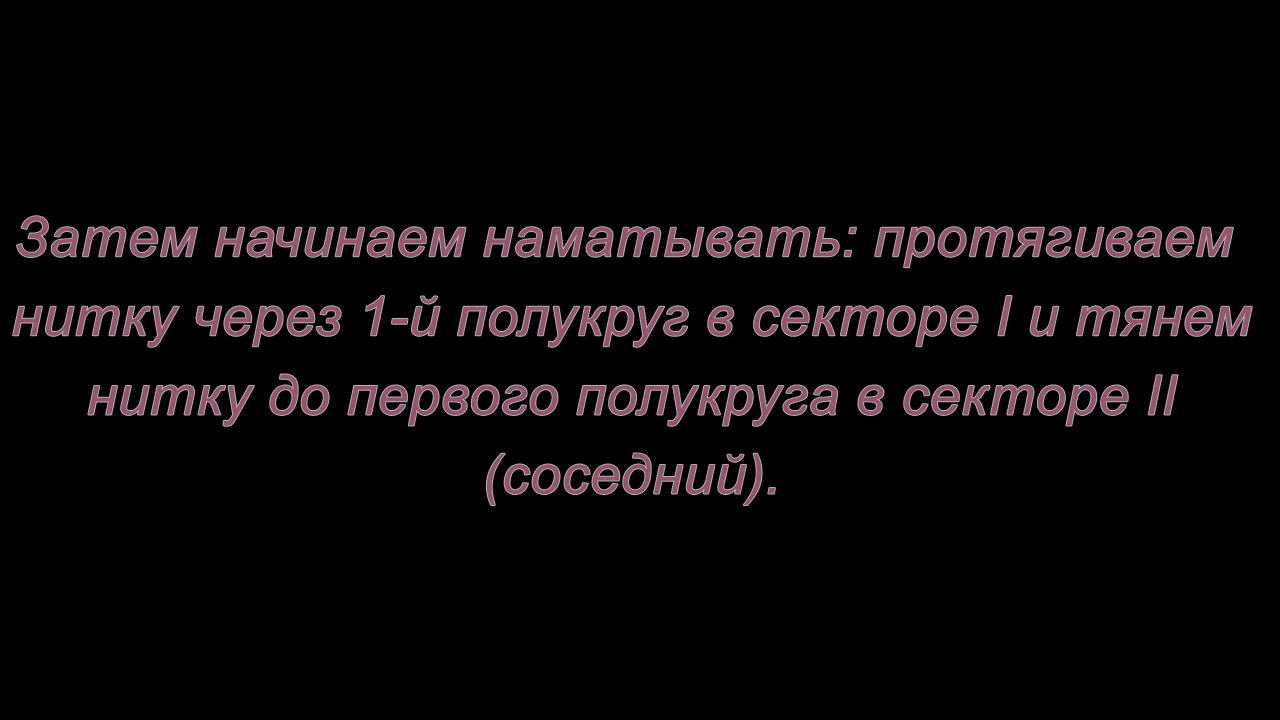 Затем начинаем наматывать: протягиваем
нитку через 1-й полукруг в секторе I и тянем
нитку до первого полукруга в секторе II
(соседний).